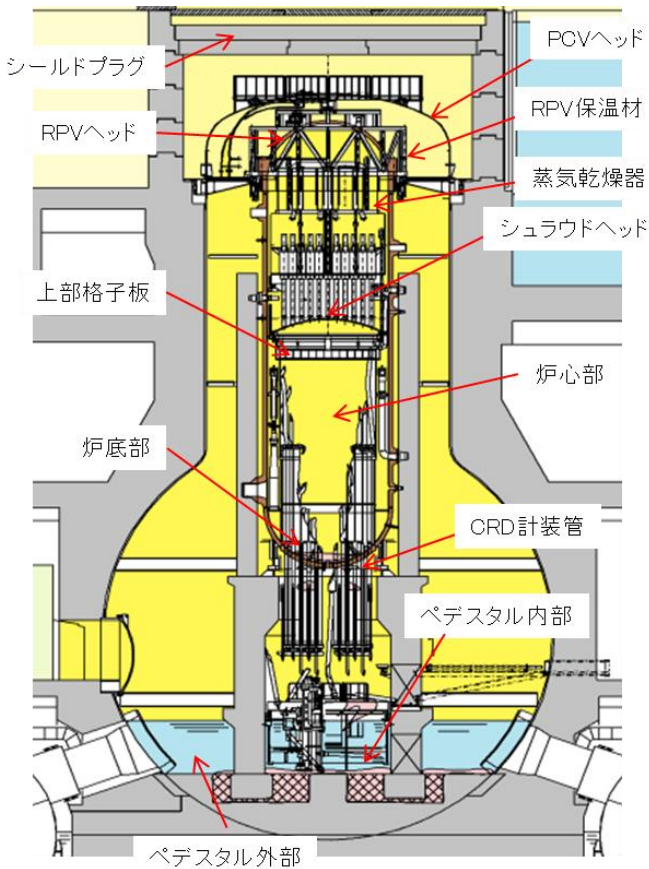 PCVヘッド
シールドプラグ
RPVヘッド
RPV保温材
蒸気乾燥器
シュラウドヘッド
上部格子板
炉心部
炉底部
CRD計装管
ペデスタル内部
ペデスタル外部